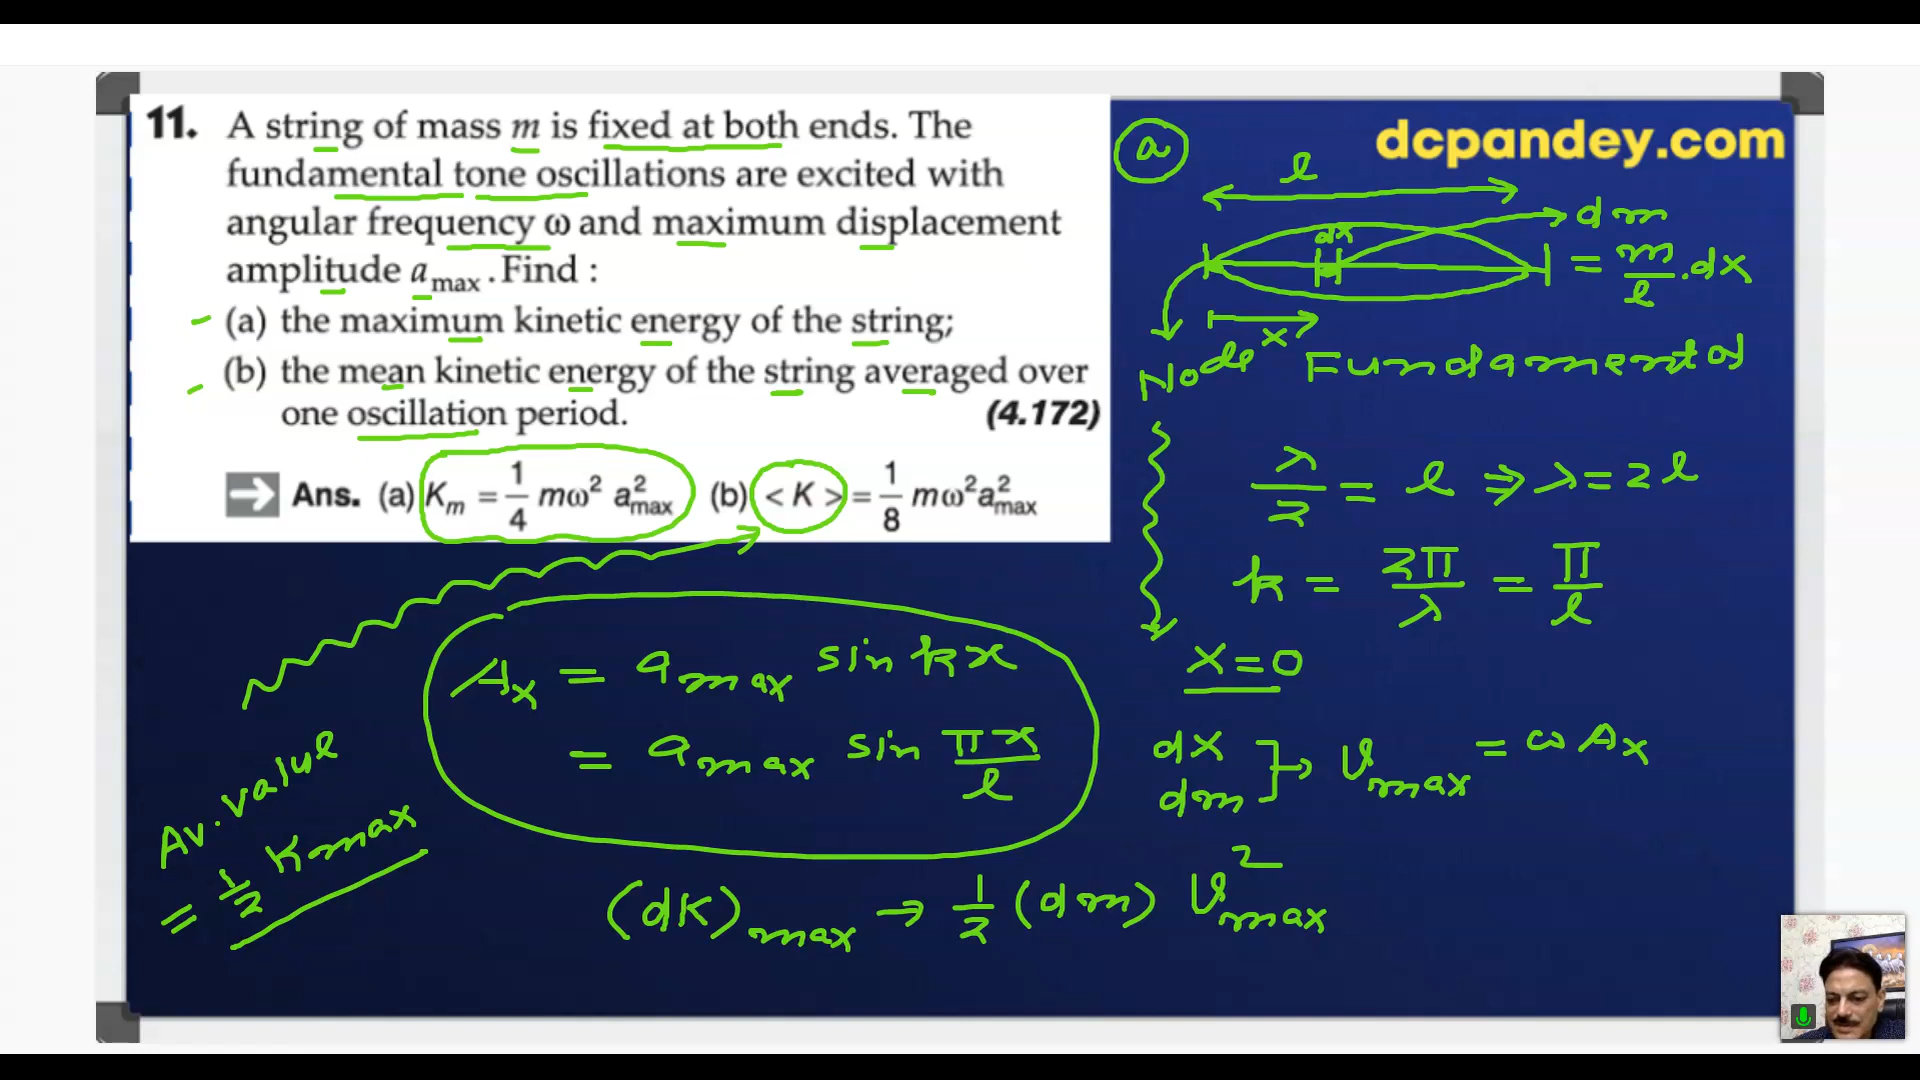 11. A string of mass m is fixed at both ends. The
fundamental tone oscillations are excited with
angular frequency ω and maximum displacement
amplitude a_max. Find :
(a) the maximum kinetic energy of the string;
(b) the mean kinetic energy of the string averaged over
one oscillation period. (4.172)
Ans. (a) K_m = 1/4 mω² a²_max (b) < K > = 1/8 mω²a²_max
dcpandey.com
a
l
dx
dm
= m/l . dx
x
Node
Fundamental
λ/2 = l ⇒ λ = 2l
k = 2π/λ = π/l
x = 0
A_x = a_max sin kx
= a_max sin πx/l
dx
dm
v_max = ω A_x
Av. value
= 1/2 K max
(dK)_max → 1/2 (dm) v²_max